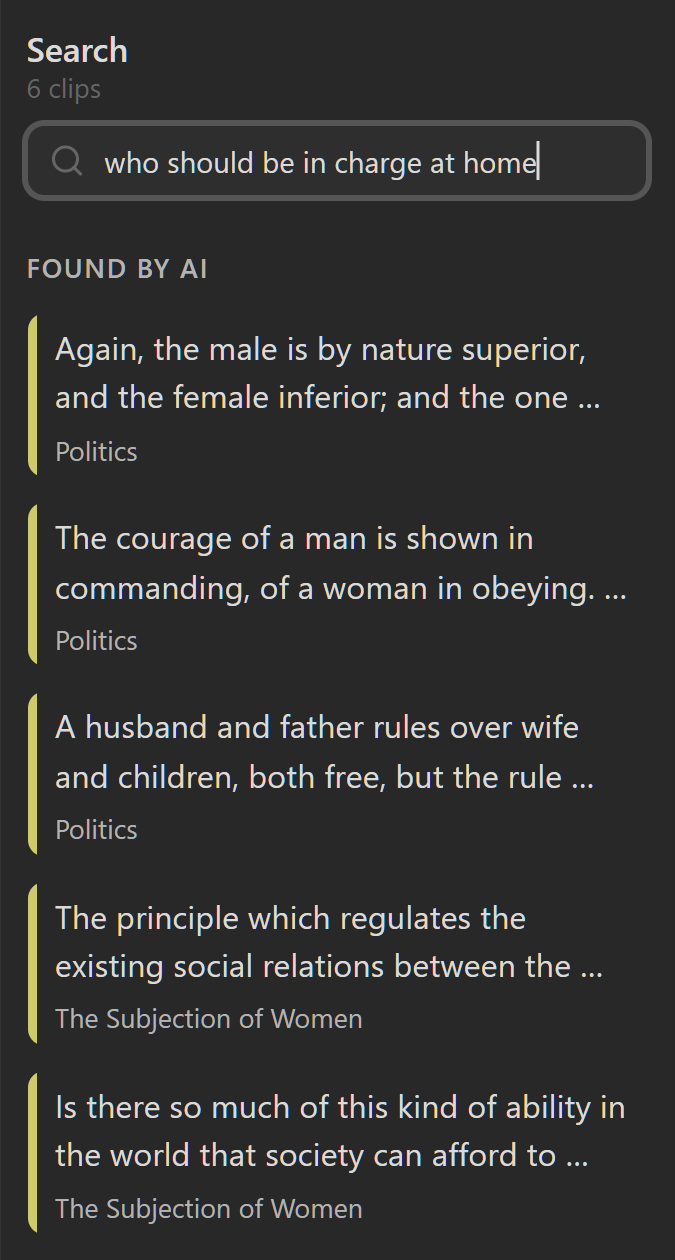 Search
6 clips
who should be in charge at home
FOUND BY AI
Again, the male is by nature superior,
and the female inferior; and the one ...
Politics
The courage of a man is shown in
commanding, of a woman in obeying. ...
Politics
A husband and father rules over wife
and children, both free, but the rule ...
Politics
The principle which regulates the
existing social relations between the ...
The Subjection of Women
Is there so much of this kind of ability in
the world that society can afford to ...
The Subjection of Women